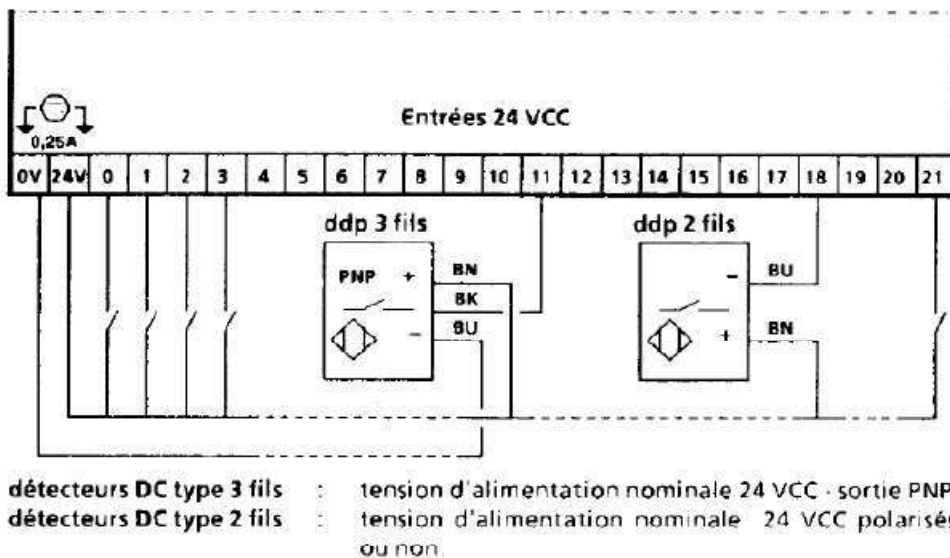 Entrées 24 VCC
0,25A
0V 24V 0 1 2 3 4 5 6 7 8 9 10 11 12 13 14 15 16 17 18 19 20 21
ddp 3 fils
ddp 2 fils
PNP + BN
BK
- BU
- BU
+ BN
détecteurs DC type 3 fils : tension d'alimentation nominale 24 VCC - sortie PNP
détecteurs DC type 2 fils : tension d'alimentation nominale 24 VCC polarisé
ou non